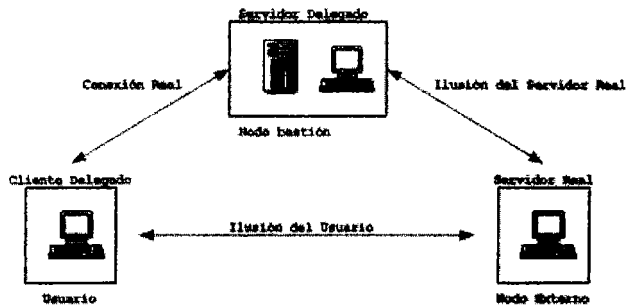 Servidor Delegado
Conexión Real
Ilusión del Servidor Real
Nodo bastión
Cliente Delegado
Servidor Real
Ilusión del Usuario
Usuario
Nodo Externo